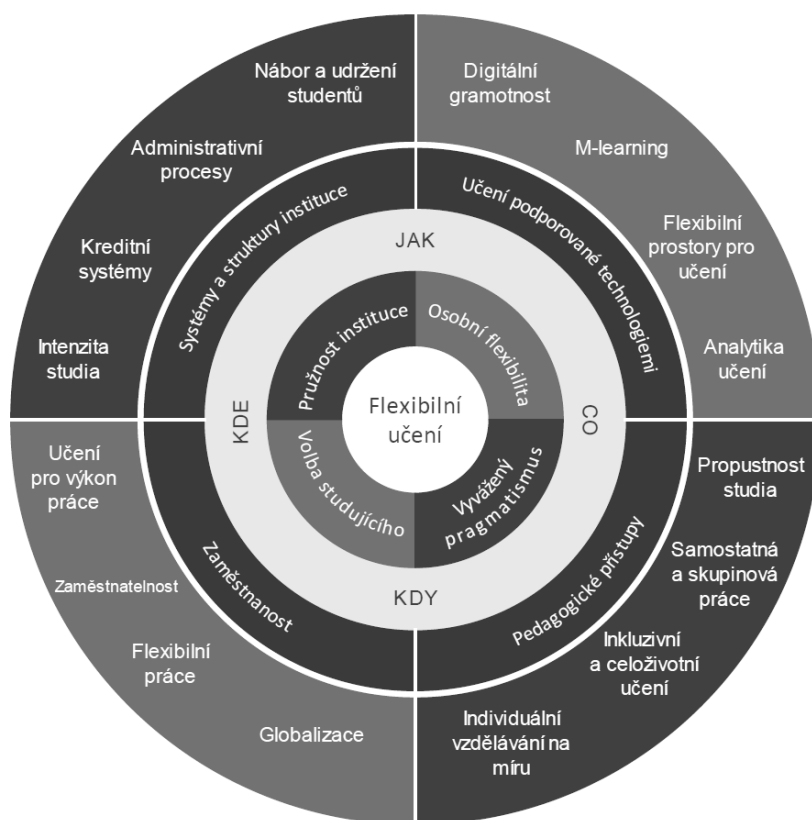 Nábor a udržení
studentů
Administrativní
procesy
Kreditní
systémy
Intenzita
studia
Digitální
gramotnost
M-learning
Flexibilní
prostory pro
učení
Analytika
učení
Systémy a struktury instituce
Učení podporované technologiemi
JAK
KDE
CO
KDY
Pružnost instituce
Osobní flexibilita
Flexibilní
učení
Volba studujícího
Vyvážený
pragmatismus
Zaměstnanost
Pedagogické přístupy
Učení
pro výkon
práce
Zaměstnatelnost
Flexibilní
práce
Globalizace
Propustnost
studia
Samostatná
a skupinová
práce
Inkluzivní
a celoživotní
učení
Individuální
vzdělávání na
míru